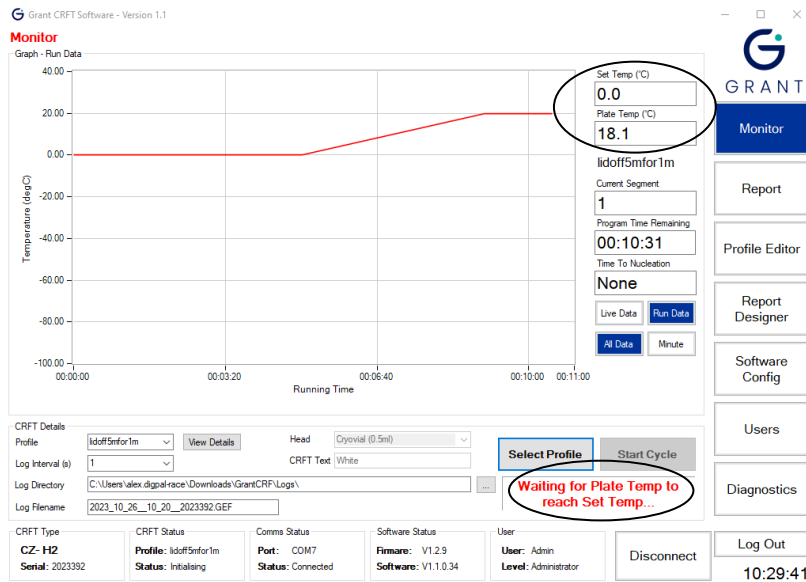 Grant CRFT Software - Version 1.1
Monitor
Graph - Run Data
40.00
20.00
0.00
-20.00
-40.00
-60.00
-80.00
-100.00
Temperature (degC)
00:00:00 00:03:20 00:06:40 00:10:00 00:11:00
Running Time
Set Temp (°C)
0.0
Plate Temp (°C)
18.1
lidoff5mfor1m
Current Segment
1
Program Time Remaining
00:10:31
Time To Nucleation
None
Live Data Run Data
All Data Minute
GRANT
Monitor
Report
Profile Editor
Report
Designer
Software
Config
Users
Diagnostics
Log Out
10:29:41
CRFT Details
Profile lidoff5mfor1m View Details Head Cryovial (0.5ml)
Log Interval (s) 1 CRFT Text White
Log Directory C:\Users\alex.digpal-race\Downloads\GrantCRF\Logs\ ...
Log Filename 2023_10_26__10_20__2023392.GEF
Select Profile Start Cycle
Waiting for Plate Temp to
reach Set Temp...
CRFT Type
CZ- H2
Serial: 2023392
CRFT Status
Profile: lidoff5mfor1m
Status: Initialising
Comms Status
Port: COM7
Status: Connected
Software Status
Firmare: V1.2.9
Software: V1.1.0.34
User
User: Admin
Level: Administrator
Disconnect